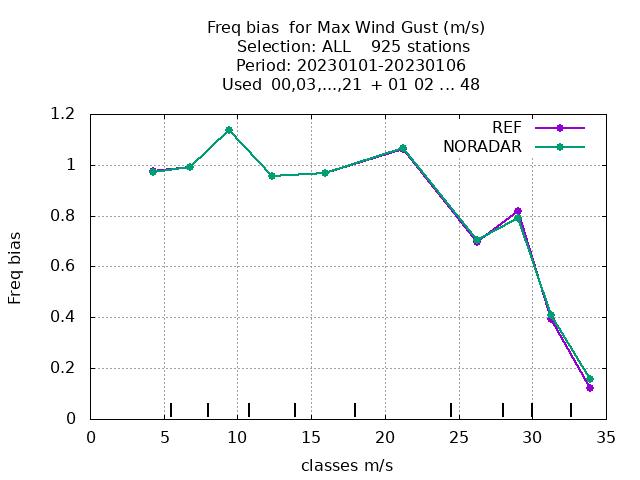 Freq bias  for Max Wind Gust (m/s)
Selection: ALL    925 stations
Period: 20230101-20230106
Used  00,03,...,21  + 01 02 ... 48
REF
NORADAR
1.2
1
0.8
0.6
0.4
0.2
0
Freq bias
0 5 10 15 20 25 30 35
classes m/s